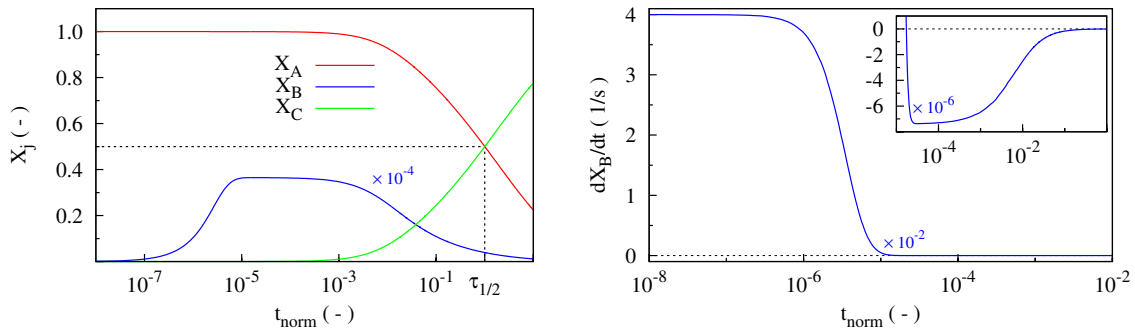 1.0
0.8
0.6
0.4
0.2
X_j ( - )
X_A
X_B
X_C
× 10^-4
10^-7 10^-5 10^-3 10^-1 τ_1/2
t_norm ( - )
4
3
2
1
0
dX_B/dt ( 1/s )
× 10^-2
10^-8 10^-6 10^-4 10^-2
t_norm ( - )
0
-2
-4
-6
× 10^-6
10^-4 10^-2